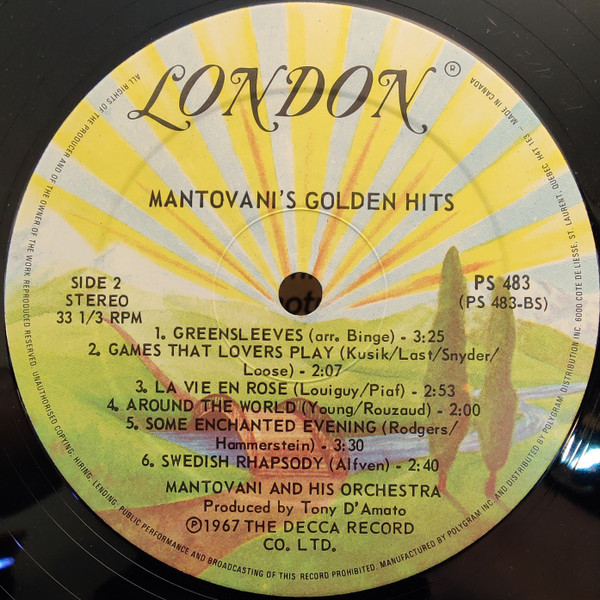 LONDON®
MANTOVANI'S GOLDEN HITS
SIDE 2
STEREO
33 1/3 RPM
PS 483
(PS 483-BS)
1. GREENSLEEVES (arr. Binge) - 3:25
2. GAMES THAT LOVERS PLAY (Kusik/Last/Snyder/
Loose) - 2:07
3. LA VIE EN ROSE (Louiguy/Piaf) - 2:53
4. AROUND THE WORLD (Young/Rouzaud) - 2:00
5. SOME ENCHANTED EVENING (Rodgers/
Hammerstein) - 3:30
6. SWEDISH RHAPSODY (Alfven) - 2:40
MANTOVANI AND HIS ORCHESTRA
Produced by Tony D'Amato
℗1967 THE DECCA RECORD
CO. LTD.
ALL RIGHTS OF THE PRODUCER AND OF THE OWNER OF THE WORK REPRODUCED RESERVED. UNAUTHORISED COPYING, HIRING, LENDING, PUBLIC PERFORMANCE AND BROADCASTING OF THIS RECORD PROHIBITED. MANUFACTURED BY POLYGRAM INC. AND DISTRIBUTED BY POLYGRAM DISTRIBUTION INC. 6000 COTE DE LIESSE, ST. LAURENT, QUEBEC, H4T 1E3 - MADE IN CANADA